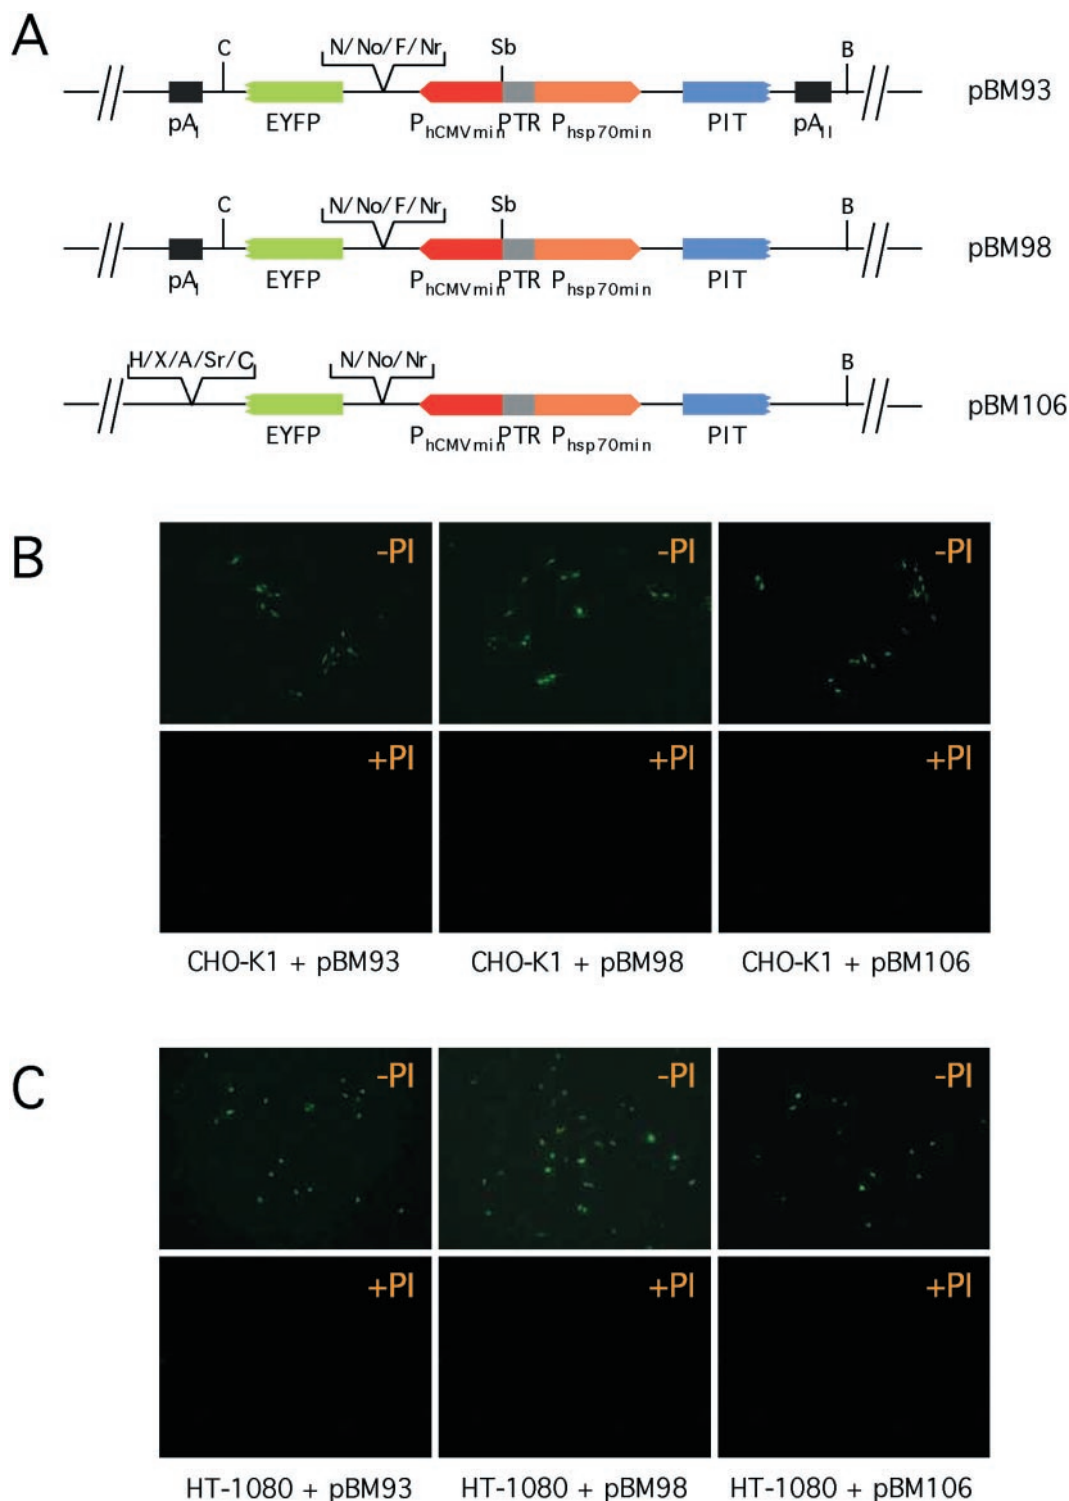 A
C N/No/F/Nr Sb B
pBM93
pAI EYFP PhCMVmin PTR Phsp70min PIT pAII
C N/No/F/Nr Sb B
pBM98
pAI EYFP PhCMVmin PTR Phsp70min PIT
H/X/A/Sr/C N/No/Nr B
pBM106
EYFP PhCMVmin PTR Phsp70min PIT
B
-PI -PI -PI
+PI +PI +PI
CHO-K1 + pBM93 CHO-K1 + pBM98 CHO-K1 + pBM106
C
-PI -PI -PI
+PI +PI +PI
HT-1080 + pBM93 HT-1080 + pBM98 HT-1080 + pBM106